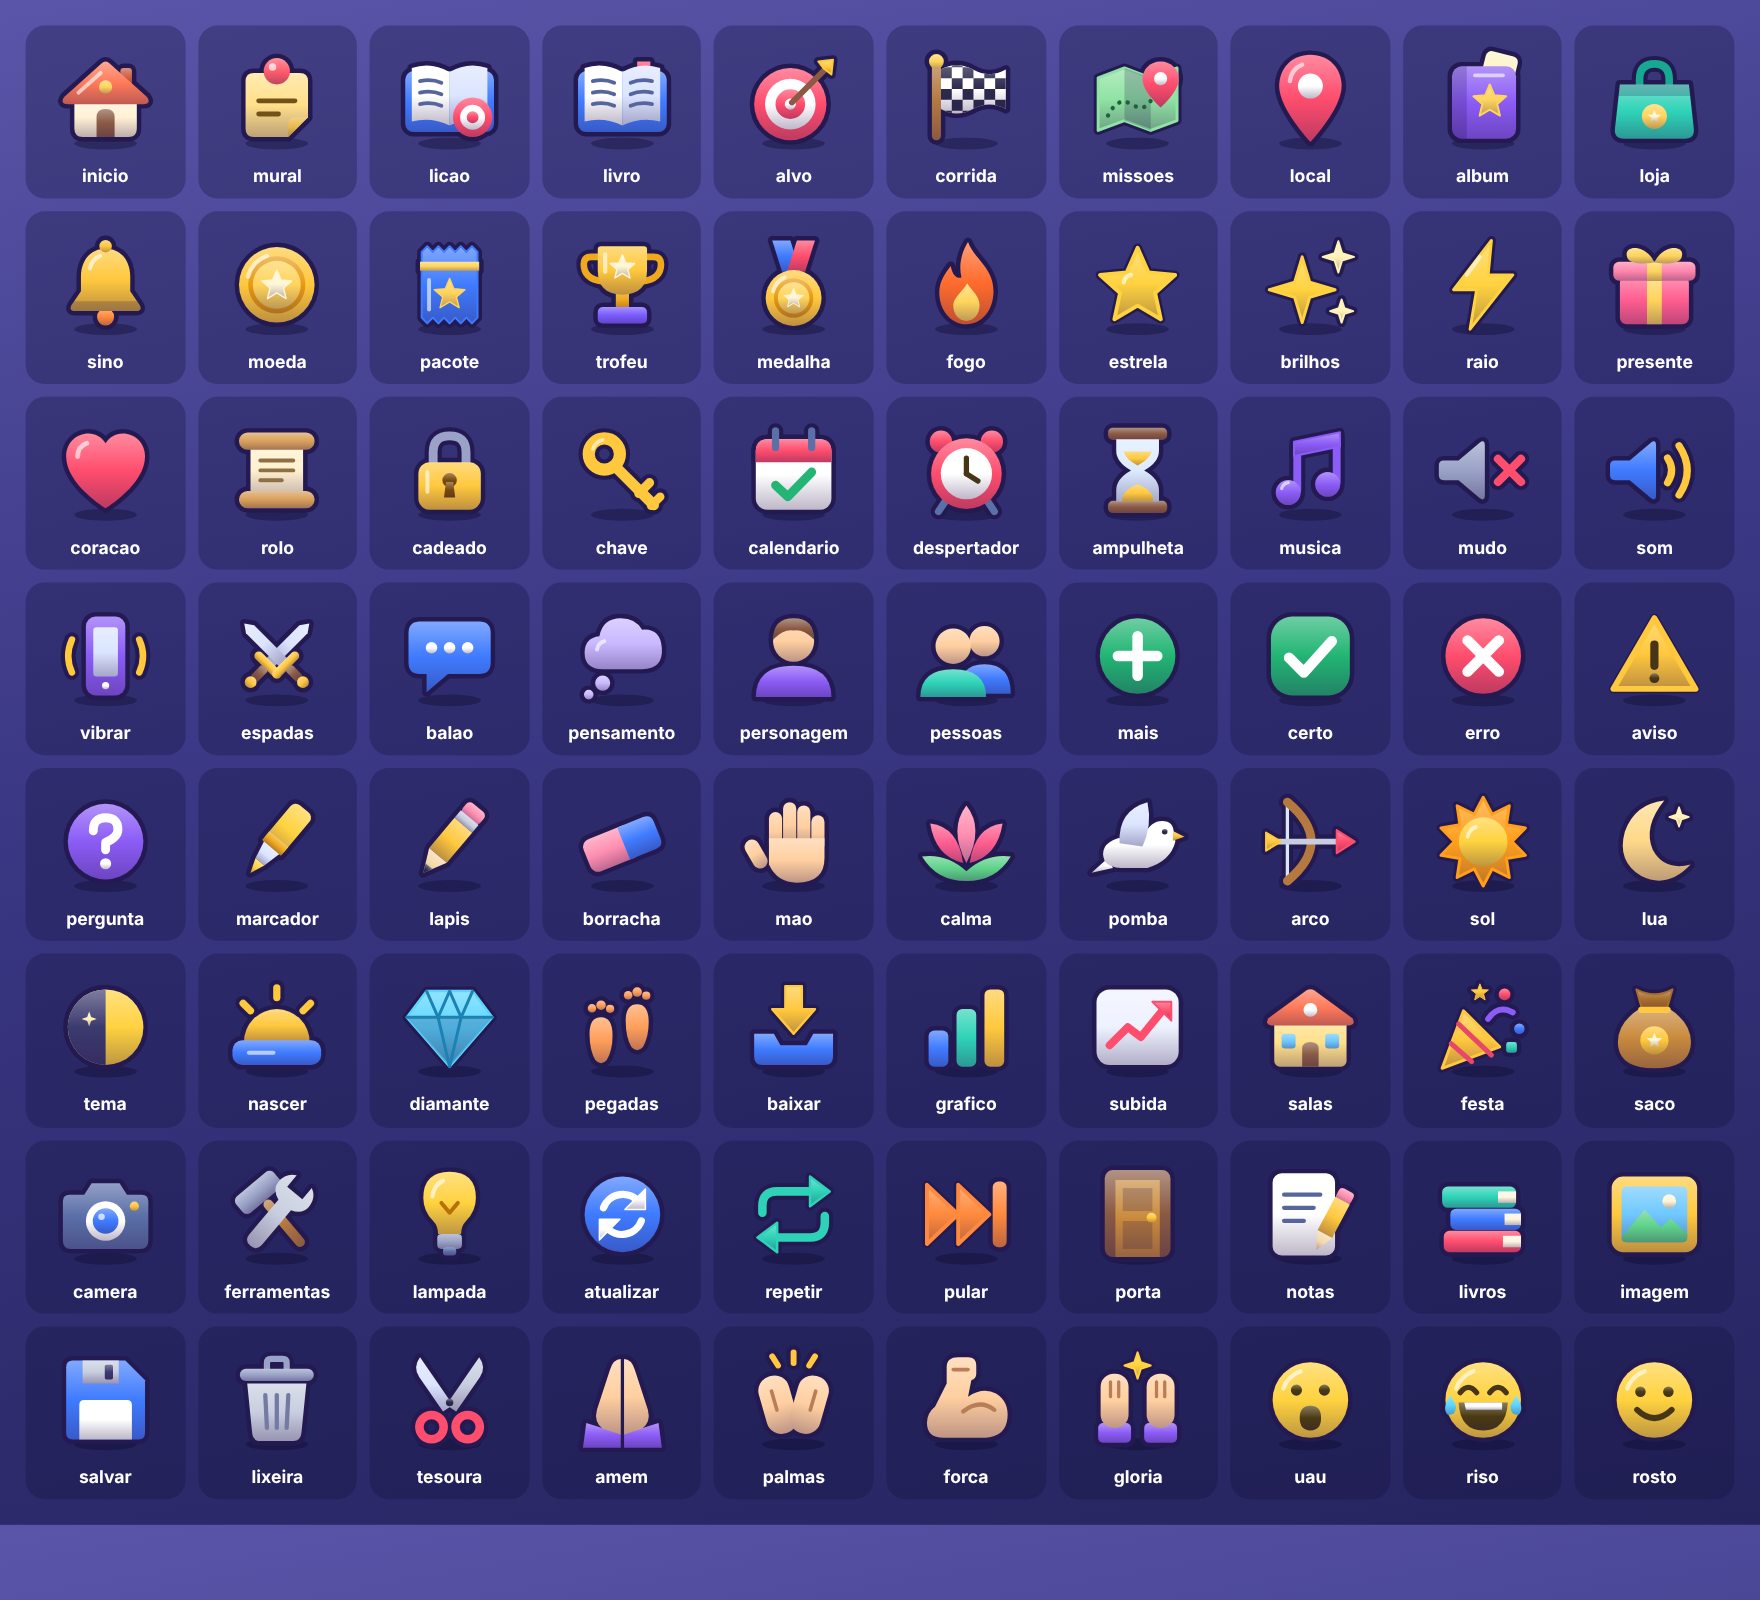 inicio mural licao livro alvo corrida missoes local album loja
sino moeda pacote trofeu medalha fogo estrela brilhos raio presente
coracao rolo cadeado chave calendario despertador ampulheta musica mudo som
vibrar espadas balao pensamento personagem pessoas mais certo erro aviso
pergunta marcador lapis borracha mao calma pomba arco sol lua
tema nascer diamante pegadas baixar grafico subida salas festa saco
camera ferramentas lampada atualizar repetir pular porta notas livros imagem
salvar lixeira tesoura amem palmas forca gloria uau riso rosto